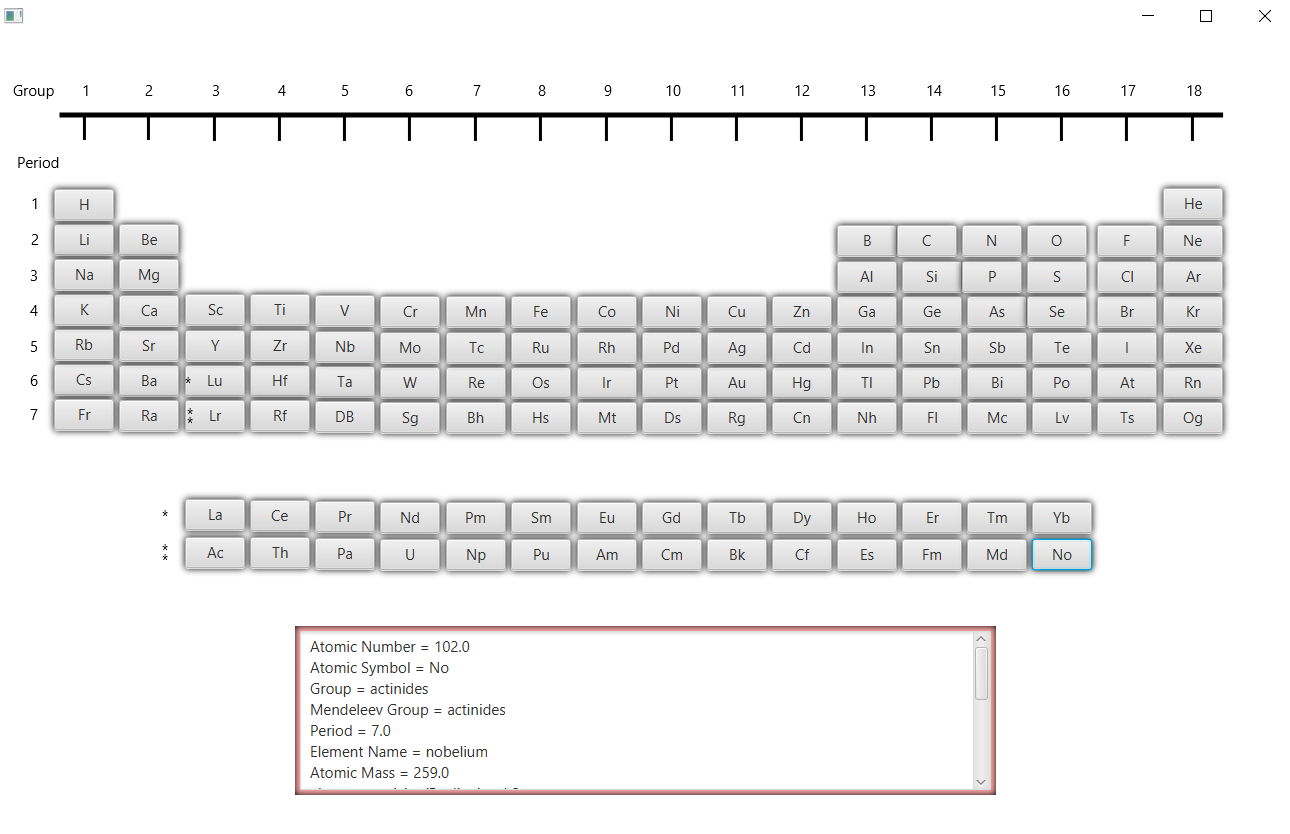 Group 1 2 3 4 5 6 7 8 9 10 11 12 13 14 15 16 17 18
Period
1 H He
2 Li Be B C N O F Ne
3 Na Mg Al Si P S Cl Ar
4 K Ca Sc Ti V Cr Mn Fe Co Ni Cu Zn Ga Ge As Se Br Kr
5 Rb Sr Y Zr Nb Mo Tc Ru Rh Pd Ag Cd In Sn Sb Te I Xe
6 Cs Ba * Lu Hf Ta W Re Os Ir Pt Au Hg Tl Pb Bi Po At Rn
7 Fr Ra ** Lr Rf DB Sg Bh Hs Mt Ds Rg Cn Nh Fl Mc Lv Ts Og
* La Ce Pr Nd Pm Sm Eu Gd Tb Dy Ho Er Tm Yb
** Ac Th Pa U Np Pu Am Cm Bk Cf Es Fm Md No
Atomic Number = 102.0
Atomic Symbol = No
Group = actinides
Mendeleev Group = actinides
Period = 7.0
Element Name = nobelium
Atomic Mass = 259.0